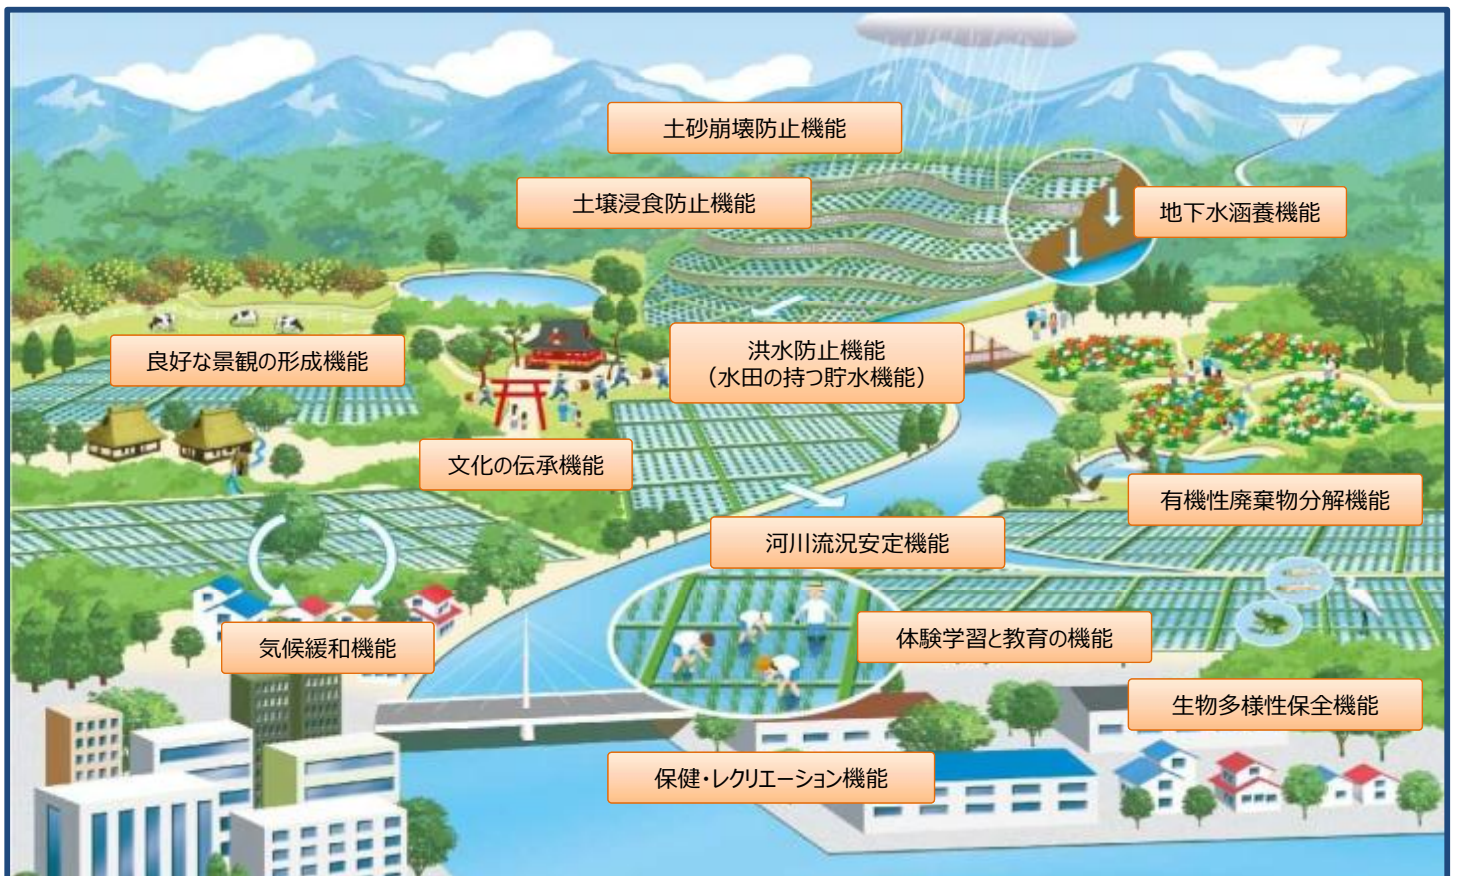 土砂崩壊防止機能
土壌浸食防止機能
地下水涵養機能
良好な景観の形成機能
洪水防止機能
（水田の持つ貯水機能）
文化の伝承機能
有機性廃棄物分解機能
河川流況安定機能
気候緩和機能
体験学習と教育の機能
生物多様性保全機能
保健・レクリエーション機能